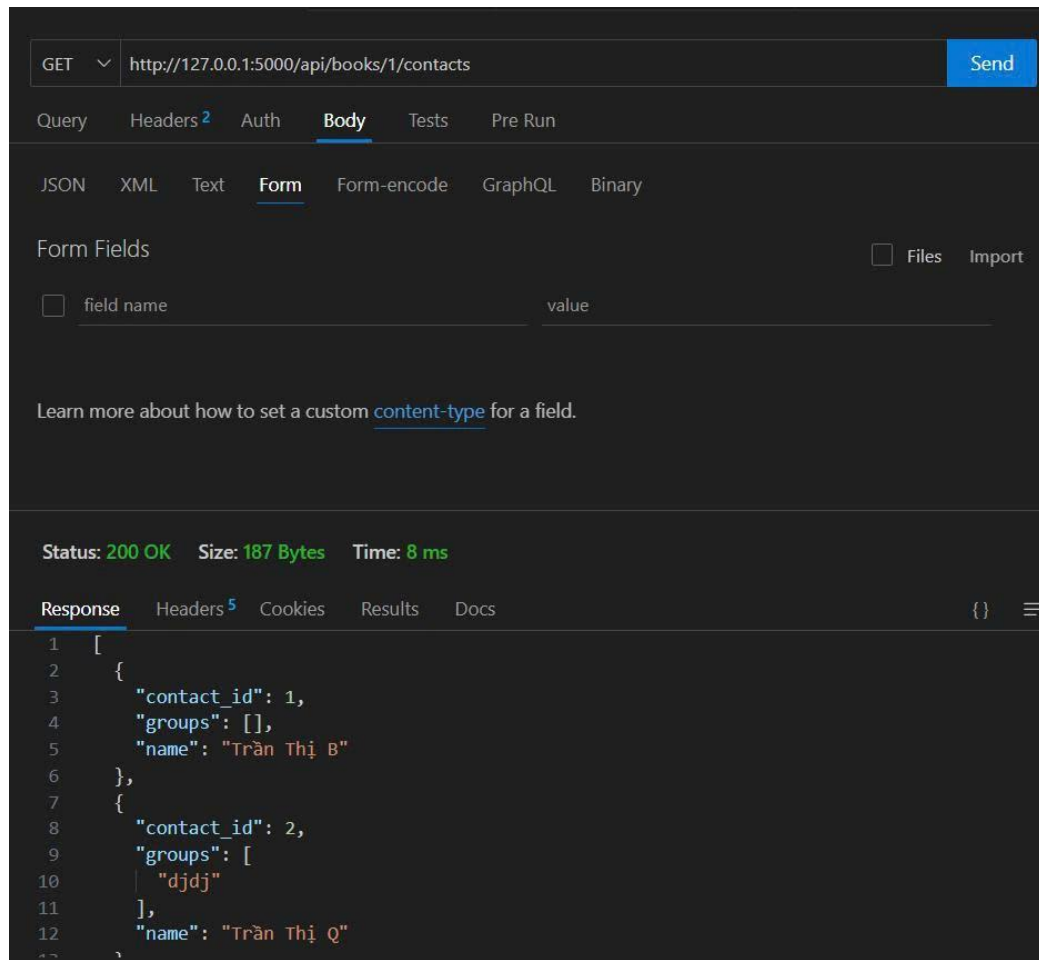 GET http://127.0.0.1:5000/api/books/1/contacts Send
Query Headers 2 Auth Body Tests Pre Run
JSON XML Text Form Form-encode GraphQL Binary
Form Fields Files Import
field name value
Learn more about how to set a custom content-type for a field.
Status: 200 OK Size: 187 Bytes Time: 8 ms
Response Headers 5 Cookies Results Docs {}
1 [
2 {
3 "contact_id": 1,
4 "groups": [],
5 "name": "Trần Thị B"
6 },
7 {
8 "contact_id": 2,
9 "groups": [
10 "djdj"
11 ],
12 "name": "Trần Thị Q"